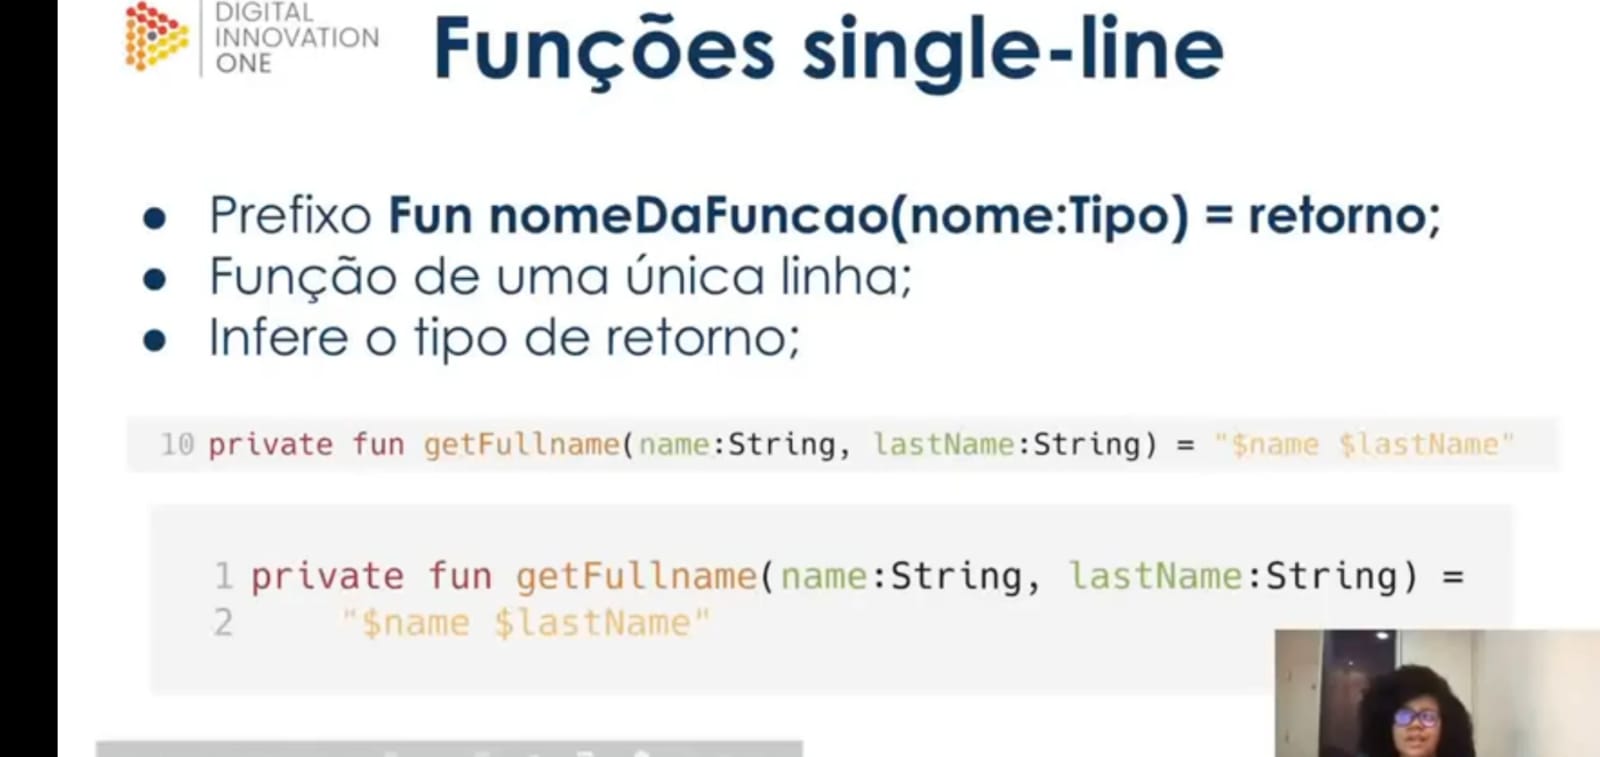 DIGITAL
INNOVATION
ONE
Funções single-line
● Prefixo Fun nomeDaFuncao(nome:Tipo) = retorno;
● Função de uma única linha;
● Infere o tipo de retorno;
10 private fun getFullname(name:String, lastName:String) = "$name $lastName"
1 private fun getFullname(name:String, lastName:String) =
2 "$name $lastName"